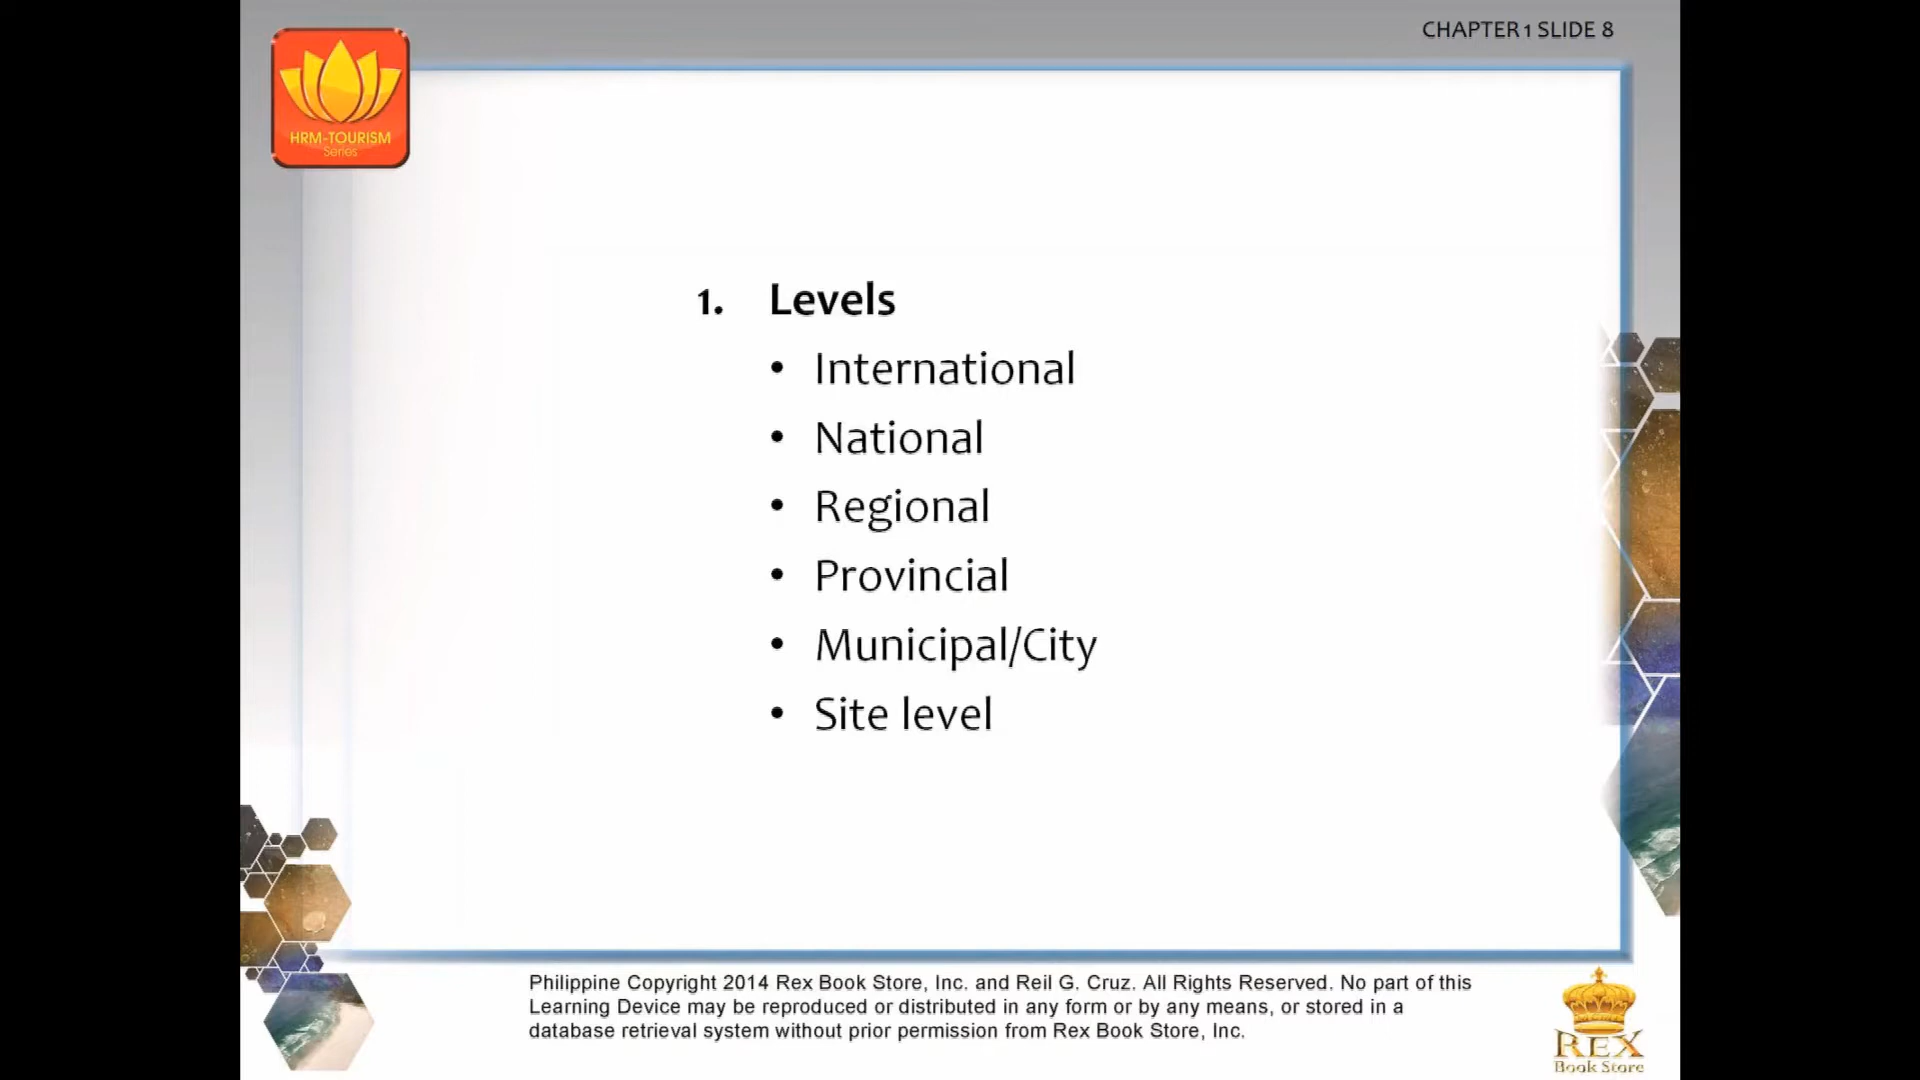 CHAPTER 1 SLIDE 8
HRM-TOURISM
Series
1. Levels
• International
• National
• Regional
• Provincial
• Municipal/City
• Site level
Philippine Copyright 2014 Rex Book Store, Inc. and Reil G. Cruz. All Rights Reserved. No part of this
Learning Device may be reproduced or distributed in any form or by any means, or stored in a
database retrieval system without prior permission from Rex Book Store, Inc.
REX
Book Store